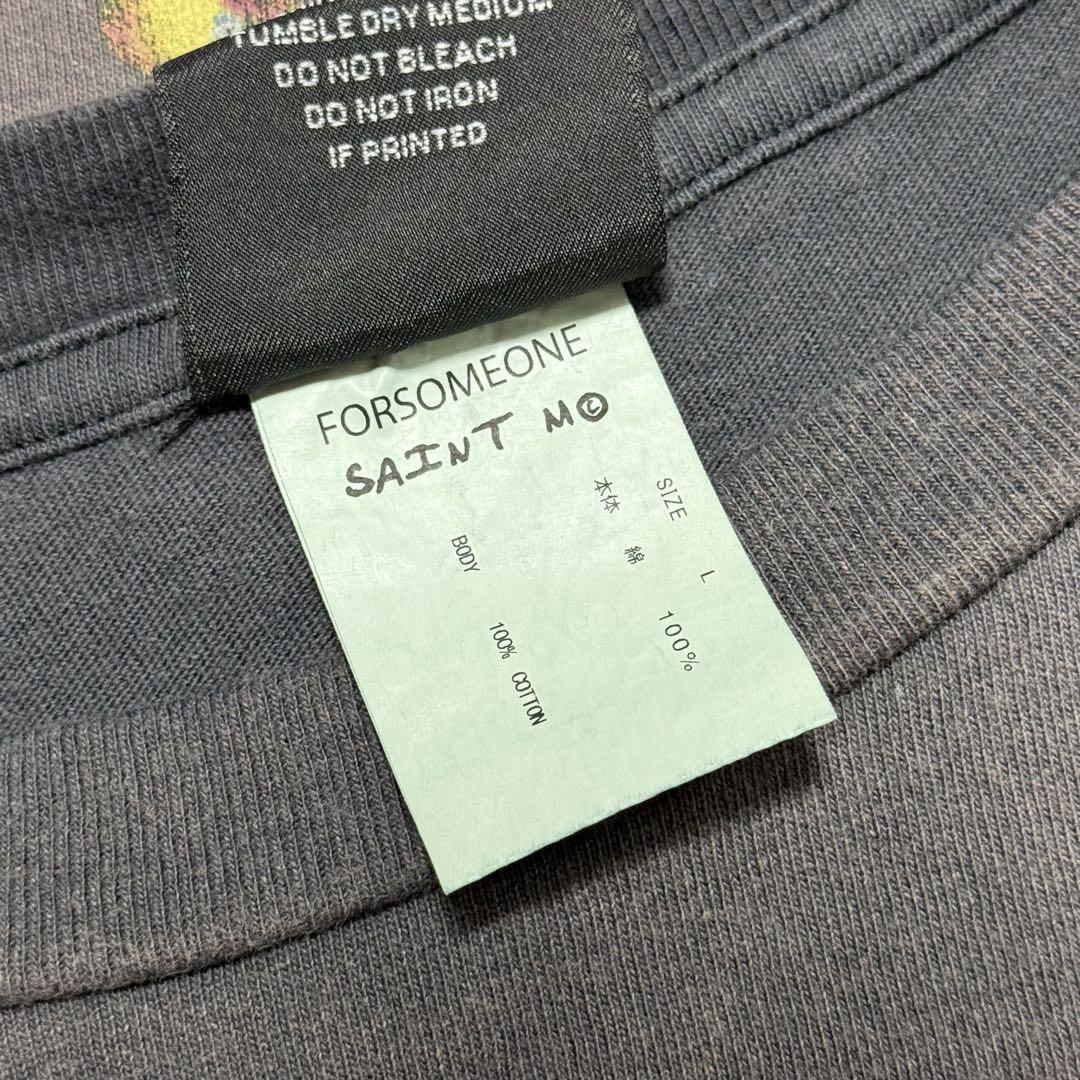 TUMBLE DRY MEDIUM
DO NOT BLEACH
DO NOT IRON
IF PRINTED
FORSOMEONE
SAINT M©
SIZE L
本体 綿 100%
BODY 100% COTTON